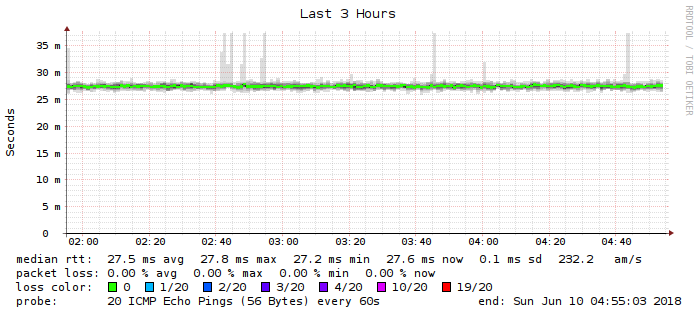 Last 3 Hours
RRDTOOL / TOBI OETIKER
Seconds
35 m
30 m
25 m
20 m
15 m
10 m
5 m
0
02:00 02:20 02:40 03:00 03:20 03:40 04:00 04:20 04:40
median rtt: 27.5 ms avg 27.8 ms max 27.2 ms min 27.6 ms now 0.1 ms sd 232.2 am/s
packet loss: 0.00 % avg 0.00 % max 0.00 % min 0.00 % now
loss color: 0 1/20 2/20 3/20 4/20 10/20 19/20
probe: 20 ICMP Echo Pings (56 Bytes) every 60s end: Sun Jun 10 04:55:03 2018